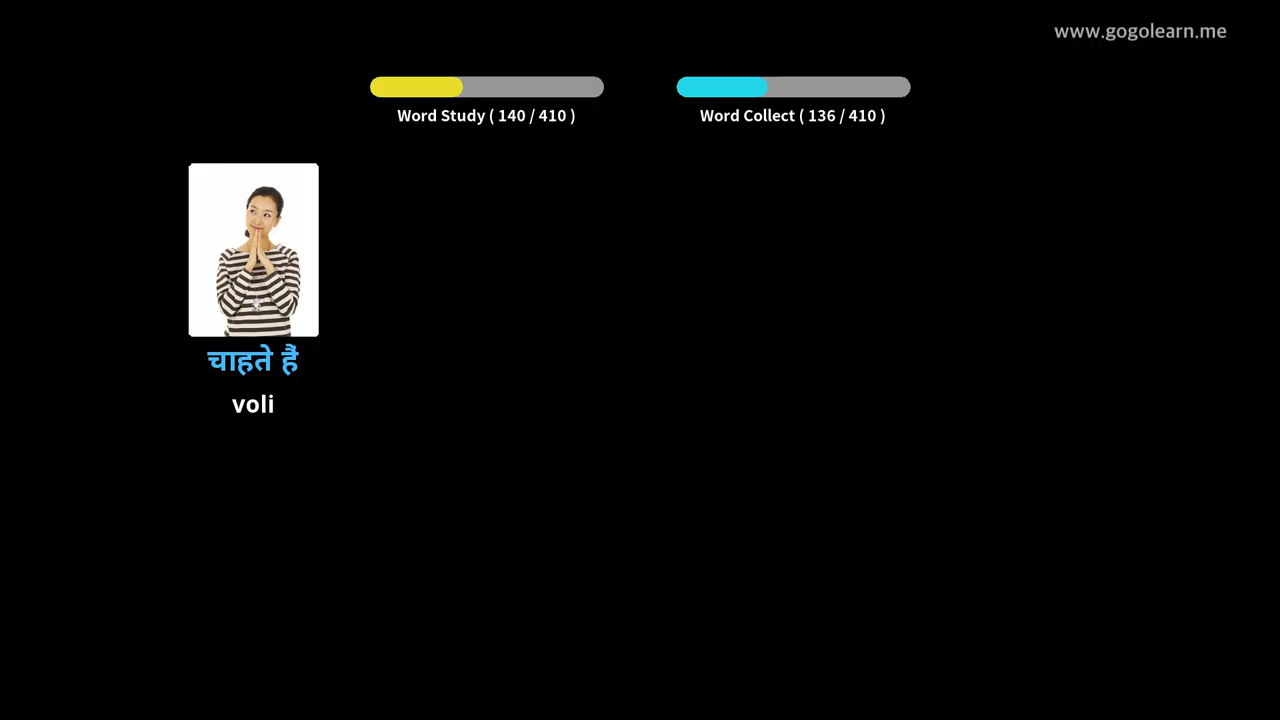 www.gogolearn.me
Word Study ( 140 / 410 )
Word Collect ( 136 / 410 )
चाहते हैं
voli